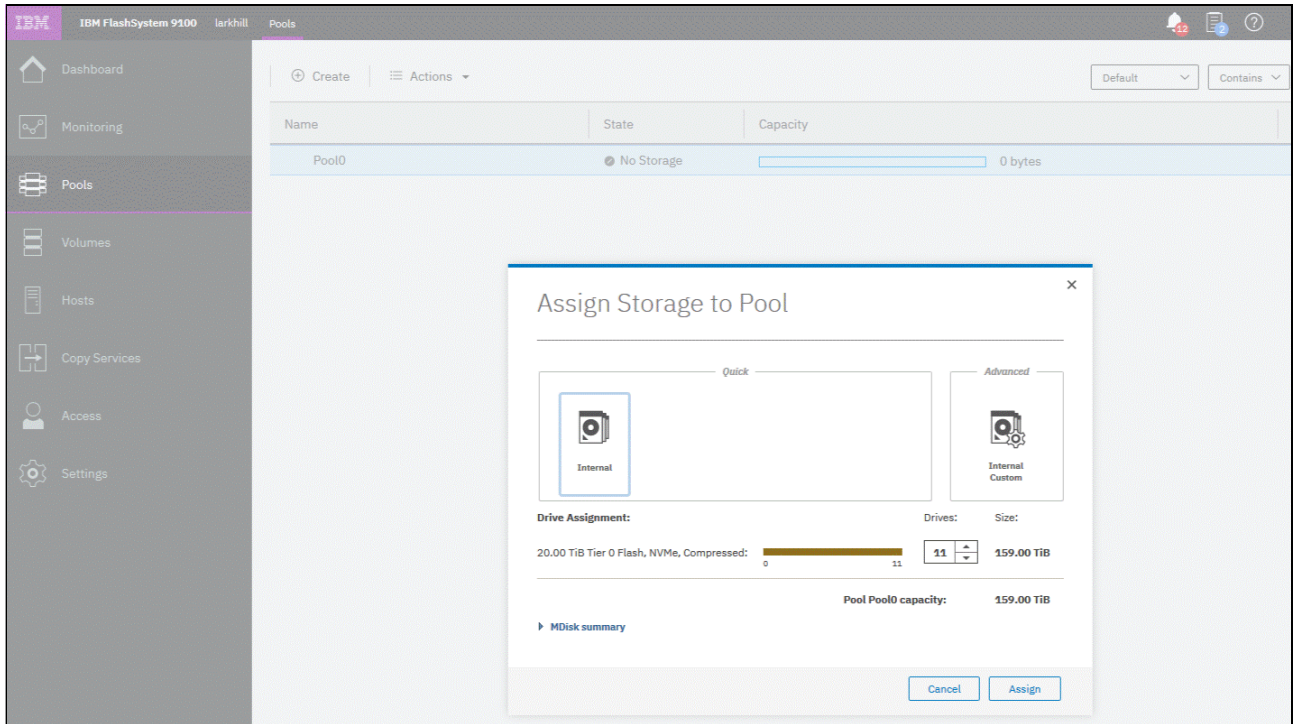 IBM IBM FlashSystem 9100 larkhill Pools 12 2
Dashboard
Create Actions Default Contains
Monitoring
Name State Capacity
Pool0 No Storage 0 bytes
Pools
Volumes
Hosts
Copy Services
Access
Settings
Assign Storage to Pool
Quick Advanced
Internal Internal Custom
Drive Assignment: Drives: Size:
20.00 TiB Tier 0 Flash, NVMe, Compressed: 0 11 11 159.00 TiB
Pool Pool0 capacity: 159.00 TiB
MDisk summary
Cancel Assign